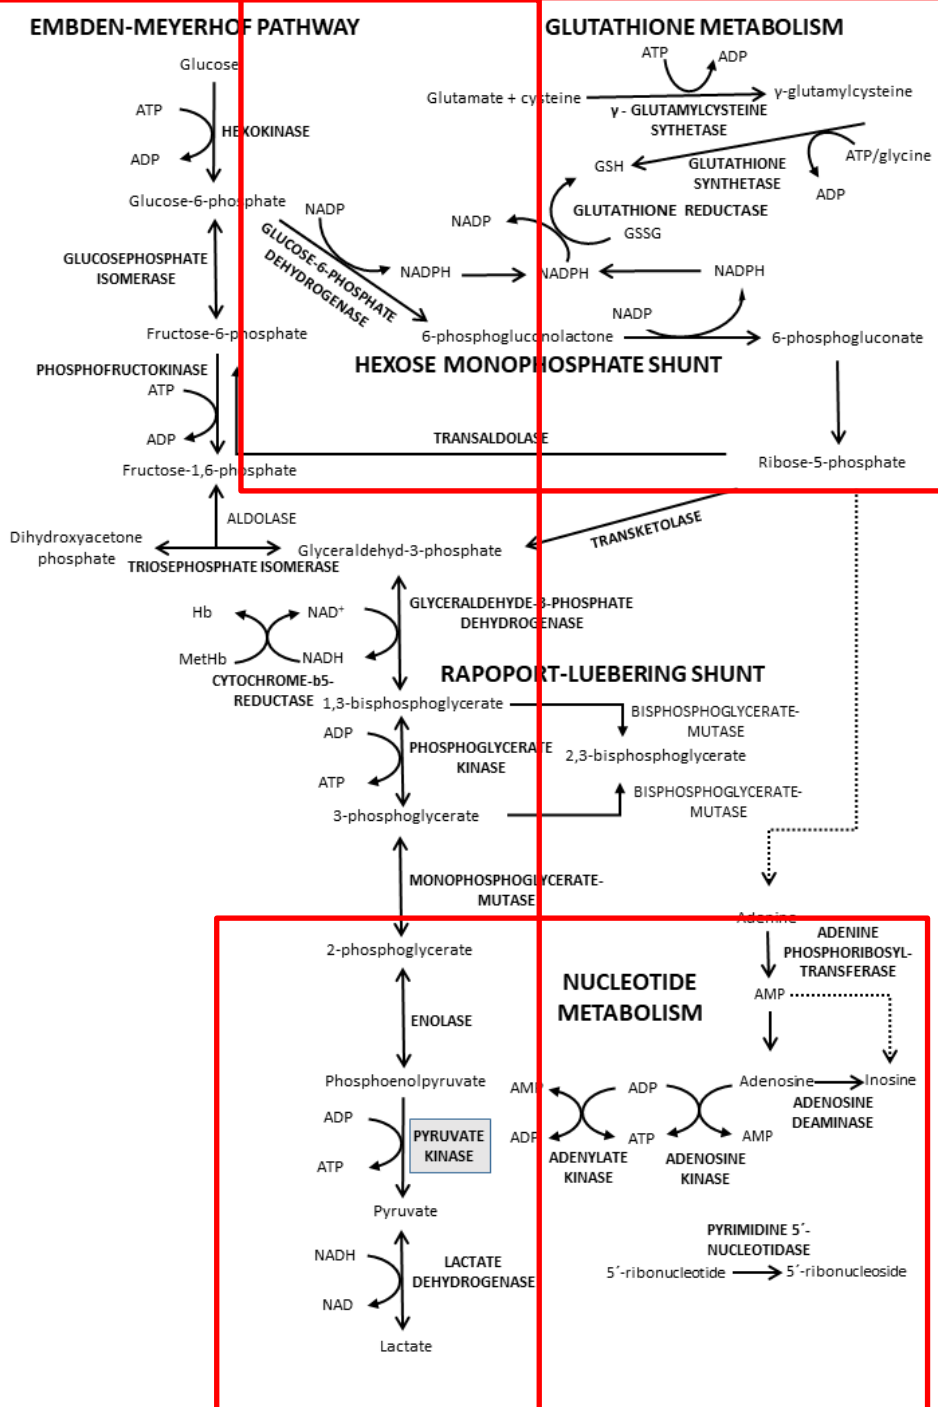 EMBDEN-MEYERHOF PATHWAY
GLUTATHIONE METABOLISM
Glucose
ATP
HEXOKINASE
ADP
Glucose-6-phosphate
GLUCOSEPHOSPHATE
ISOMERASE
Fructose-6-phosphate
PHOSPHOFRUCTOKINASE
ATP
ADP
Fructose-1,6-phosphate
ATP
ADP
Glutamate + cysteine
γ-glutamylcysteine
γ - GLUTAMYLCYSTEINE
SYTHETASE
GSH
GLUTATHIONE
SYNTHETASE
ATP/glycine
ADP
GLUTATHIONE REDUCTASE
GSSG
NADP
NADP
GLUCOSE-6-PHOSPHATE
DEHYDROGENASE
NADPH
NADPH
NADPH
NADP
6-phosphogluconolactone
6-phosphogluconate
HEXOSE MONOPHOSPHATE SHUNT
TRANSALDOLASE
Ribose-5-phosphate
ALDOLASE
TRANSKETOLASE
Dihydroxyacetone
phosphate
Glyceraldehyd-3-phosphate
TRIOSEPHOSPHATE ISOMERASE
Hb
NAD⁺
GLYCERALDEHYDE-3-PHOSPHATE
DEHYDROGENASE
MetHb
NADH
CYTOCHROME-b5-
REDUCTASE
RAPOPORT-LUEBERING SHUNT
1,3-bisphosphoglycerate
BISPHOSPHOGLYCERATE-
MUTASE
ADP
PHOSPHOGLYCERATE
KINASE
2,3-bisphosphoglycerate
ATP
BISPHOSPHOGLYCERATE-
MUTASE
3-phosphoglycerate
MONOPHOSPHOGLYCERATE-
MUTASE
Adenine
2-phosphoglycerate
ADENINE
PHOSPHORIBOSYL-
TRANSFERASE
NUCLEOTIDE
METABOLISM
AMP
ENOLASE
Phosphoenolpyruvate
AMP
ADP
Adenosine
Inosine
ADENOSINE
DEAMINASE
ADP
PYRUVATE
KINASE
ATP
ADP
ATP
AMP
ADENYLATE
KINASE
ADENOSINE
KINASE
Pyruvate
PYRIMIDINE 5´-
NUCLEOTIDASE
NADH
LACTATE
DEHYDROGENASE
5´-ribonucleotide
5´-ribonucleoside
NAD
Lactate